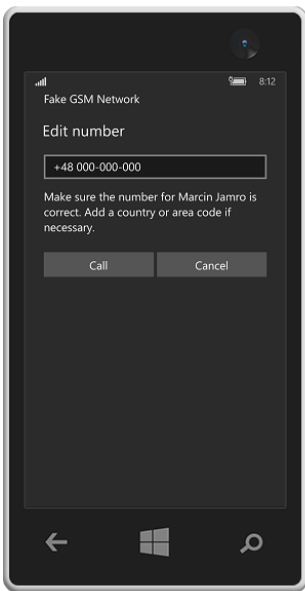 8:12
Fake GSM Network
Edit number
+48 000-000-000
Make sure the number for Marcin Jamro is
correct. Add a country or area code if
necessary.
Call Cancel